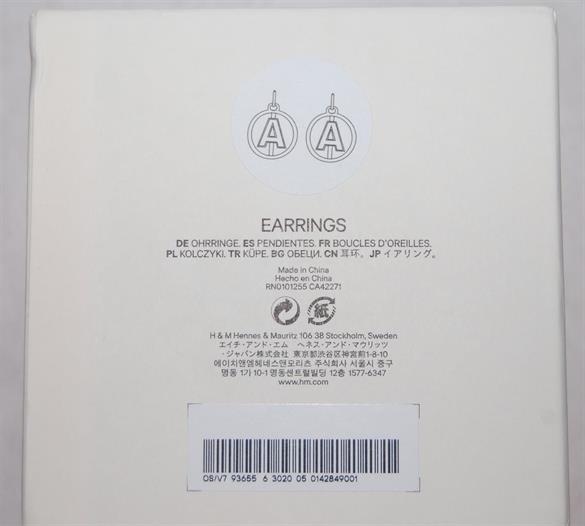 A A
EARRINGS
DE OHRRINGE. ES PENDIENTES. FR BOUCLES D'OREILLES.
PL KOLCZYKI. TR KÜPE. BG ОБЕЦИ. CN 耳环。JP イアリング。
Made in China
Hecho en China
RN0101255 CA42271
紙
H & M Hennes & Mauritz 106 38 Stockholm, Sweden
エイチ・アンド・エム ヘネス・アンド・マウリッツ
・ジャパン株式会社 東京都渋谷区神宮前1-8-10
에이치앤엠헤네스앤모리츠 주식회사 서울시 중구
명동 1가 10-1 명동센트럴빌딩 12층 1577-6347
www.hm.com
OS/V7 93655 6 3020 05 0142849001